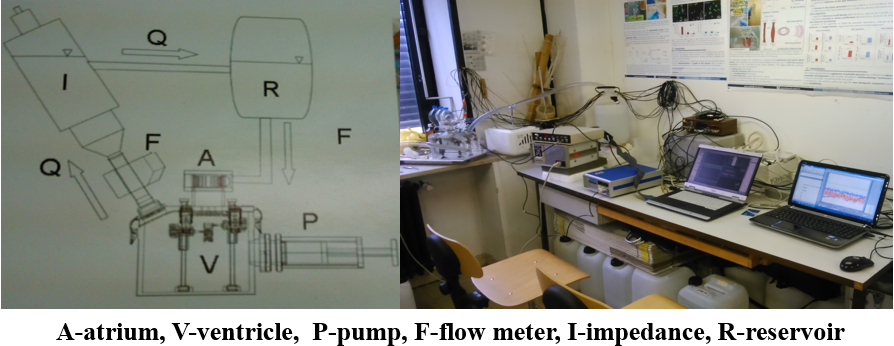 Q
I
R
F
A
F
Q
P
V
A-atrium, V-ventricle, P-pump, F-flow meter, I-impedance, R-reservoir